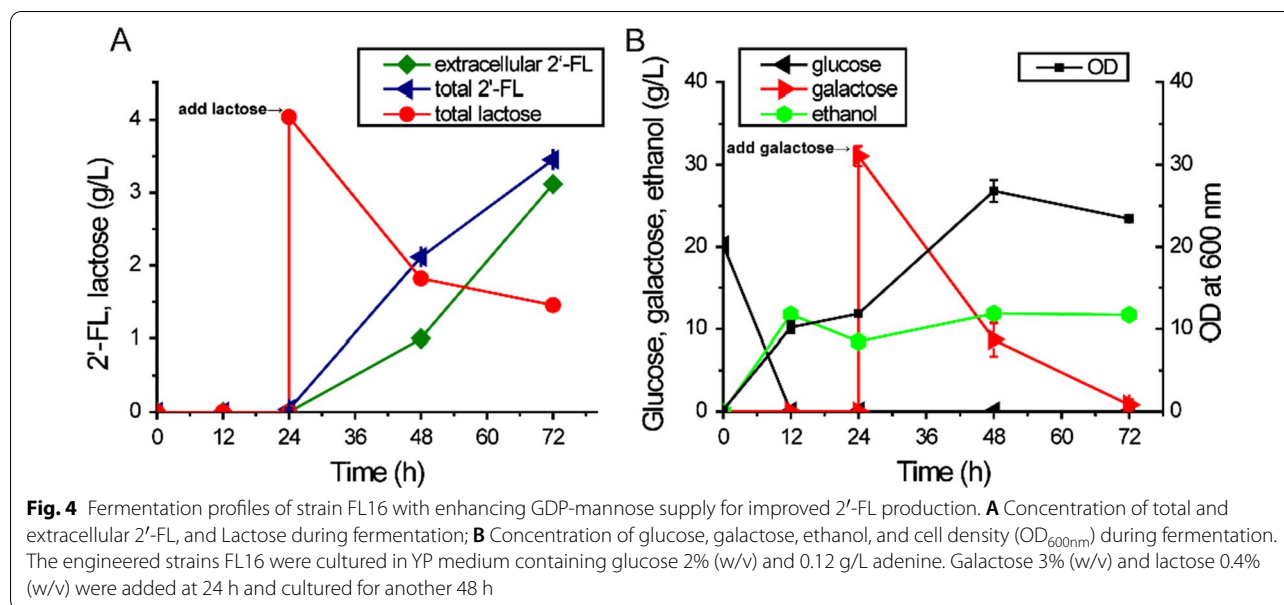 A
extracellular 2'-FL
total 2'-FL
total lactose
add lactose→
2'-FL, lactose (g/L)
4
3
2
1
0
0 12 24 36 48 60 72
Time (h)
B
glucose
galactose
ethanol
OD
add galactose→
Glucose, galactose, ethanol (g/L)
40
30
20
10
0
0 12 24 36 48 60 72
Time (h)
40
30
20
10
0
OD at 600 nm
Fig. 4 Fermentation profiles of strain FL16 with enhancing GDP-mannose supply for improved 2′-FL production. A Concentration of total and
extracellular 2′-FL, and Lactose during fermentation; B Concentration of glucose, galactose, ethanol, and cell density (OD600nm) during fermentation.
The engineered strains FL16 were cultured in YP medium containing glucose 2% (w/v) and 0.12 g/L adenine. Galactose 3% (w/v) and lactose 0.4%
(w/v) were added at 24 h and cultured for another 48 h